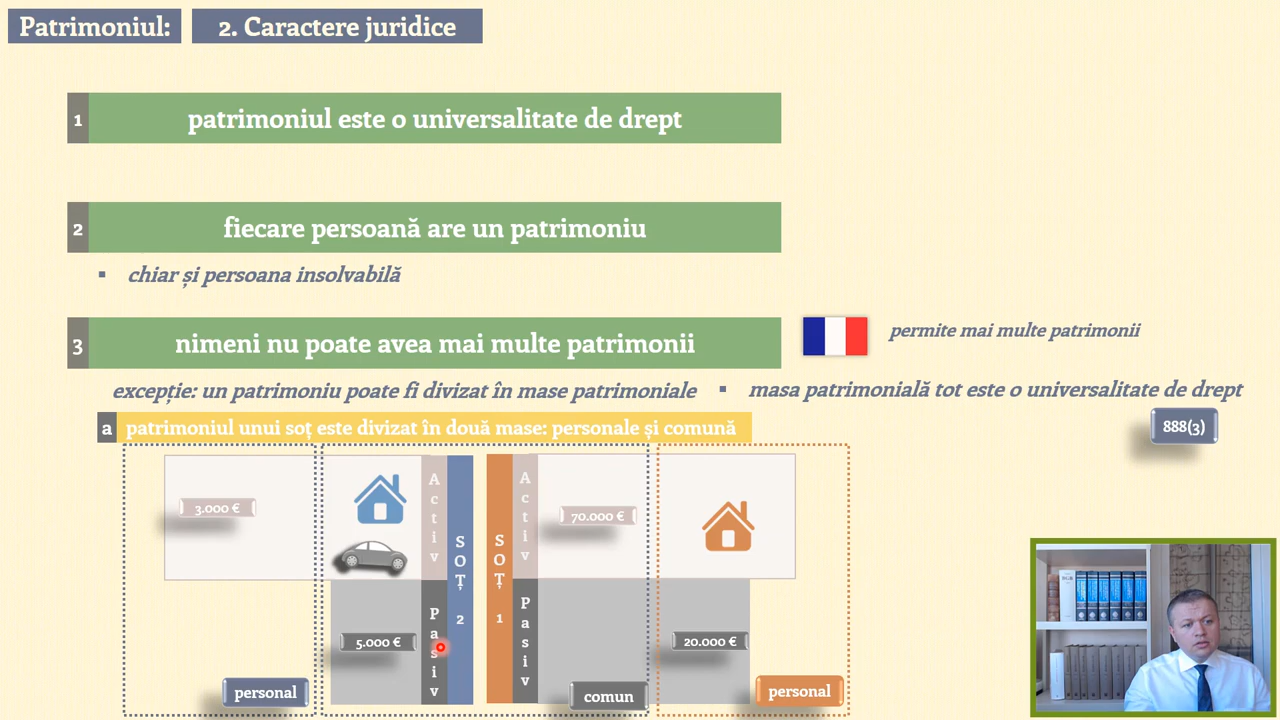 Patrimoniul:
2. Caractere juridice
1
patrimoniul este o universalitate de drept
2
fiecare persoană are un patrimoniu
▪ chiar și persoana insolvabilă
3
nimeni nu poate avea mai multe patrimonii
permite mai multe patrimonii
excepție: un patrimoniu poate fi divizat în mase patrimoniale
▪ masa patrimonială tot este o universalitate de drept
a
patrimoniul unui soț este divizat în două mase: personale și comună
888(3)
3.000 €
Activ
SOȚ 2
SOȚ 1
Activ
70.000 €
5.000 €
Pasiv
Pasiv
20.000 €
personal
comun
personal